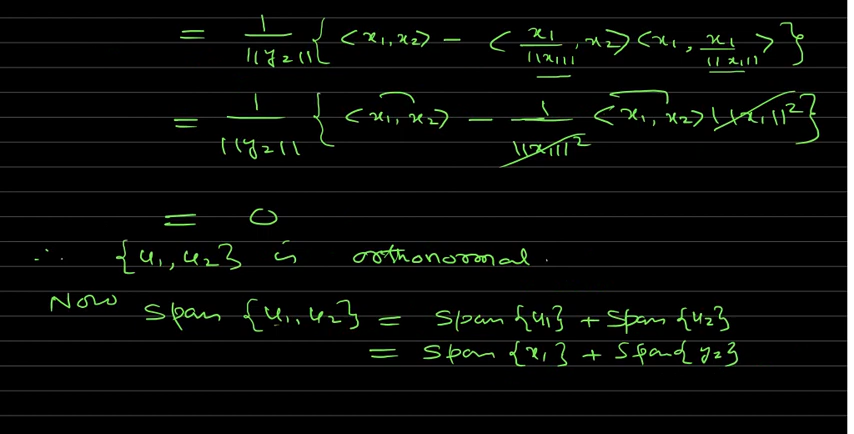 = 1/||y₂|| { <x₁, x₂> - < x₁/||x₁||, x₂> <x₁, x₁/||x₁|| > }
= 1/||y₂|| { <x₁, x₂> - 1/||x₁||² <x₁, x₂> ||x₁||² }
= 0
∴ {u₁, u₂} is orthonormal.
Now Span {u₁, u₂} = Span {u₁} + Span {u₂}
= Span {x₁} + Span{ y₂}